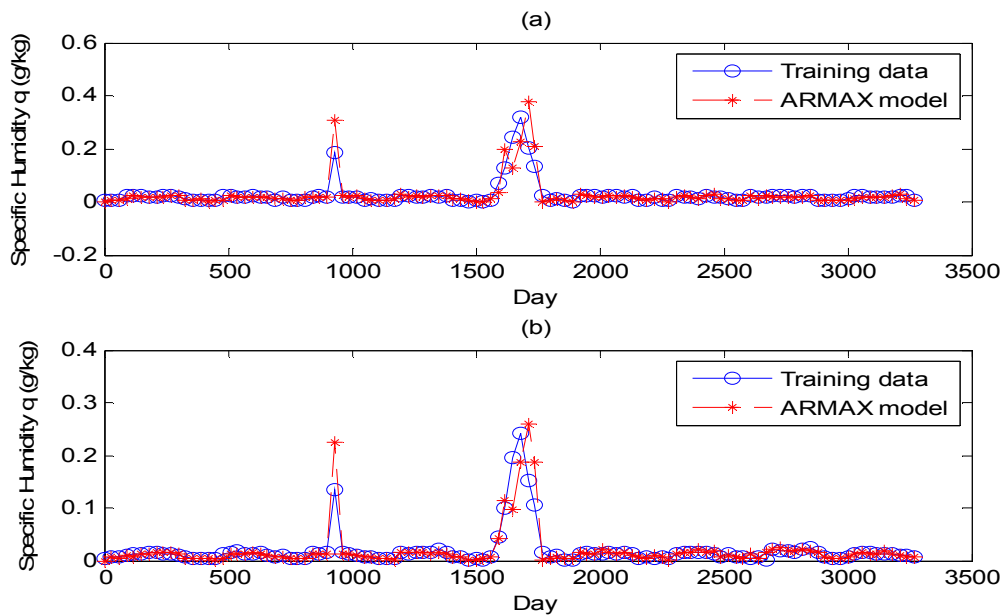 (a)
Specific Humidity q (g/kg)
0.6
0.4
0.2
0
-0.2
Training data
ARMAX model
0 500 1000 1500 2000 2500 3000 3500
Day
(b)
Specific Humidity q (g/kg)
0.4
0.3
0.2
0.1
0
Training data
ARMAX model
0 500 1000 1500 2000 2500 3000 3500
Day